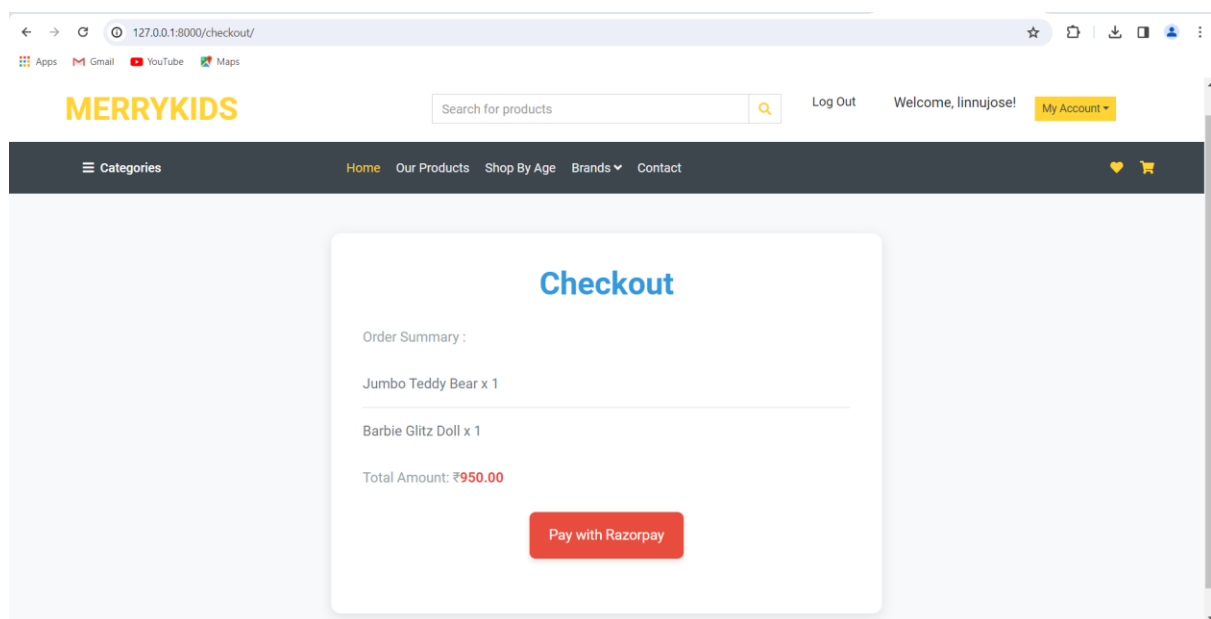 127.0.0.1:8000/checkout/
Apps Gmail YouTube Maps
MERRYKIDS Search for products Log Out Welcome, linnujose! My Account
Categories Home Our Products Shop By Age Brands Contact
Checkout
Order Summary :
Jumbo Teddy Bear x 1
Barbie Glitz Doll x 1
Total Amount: ₹950.00
Pay with Razorpay